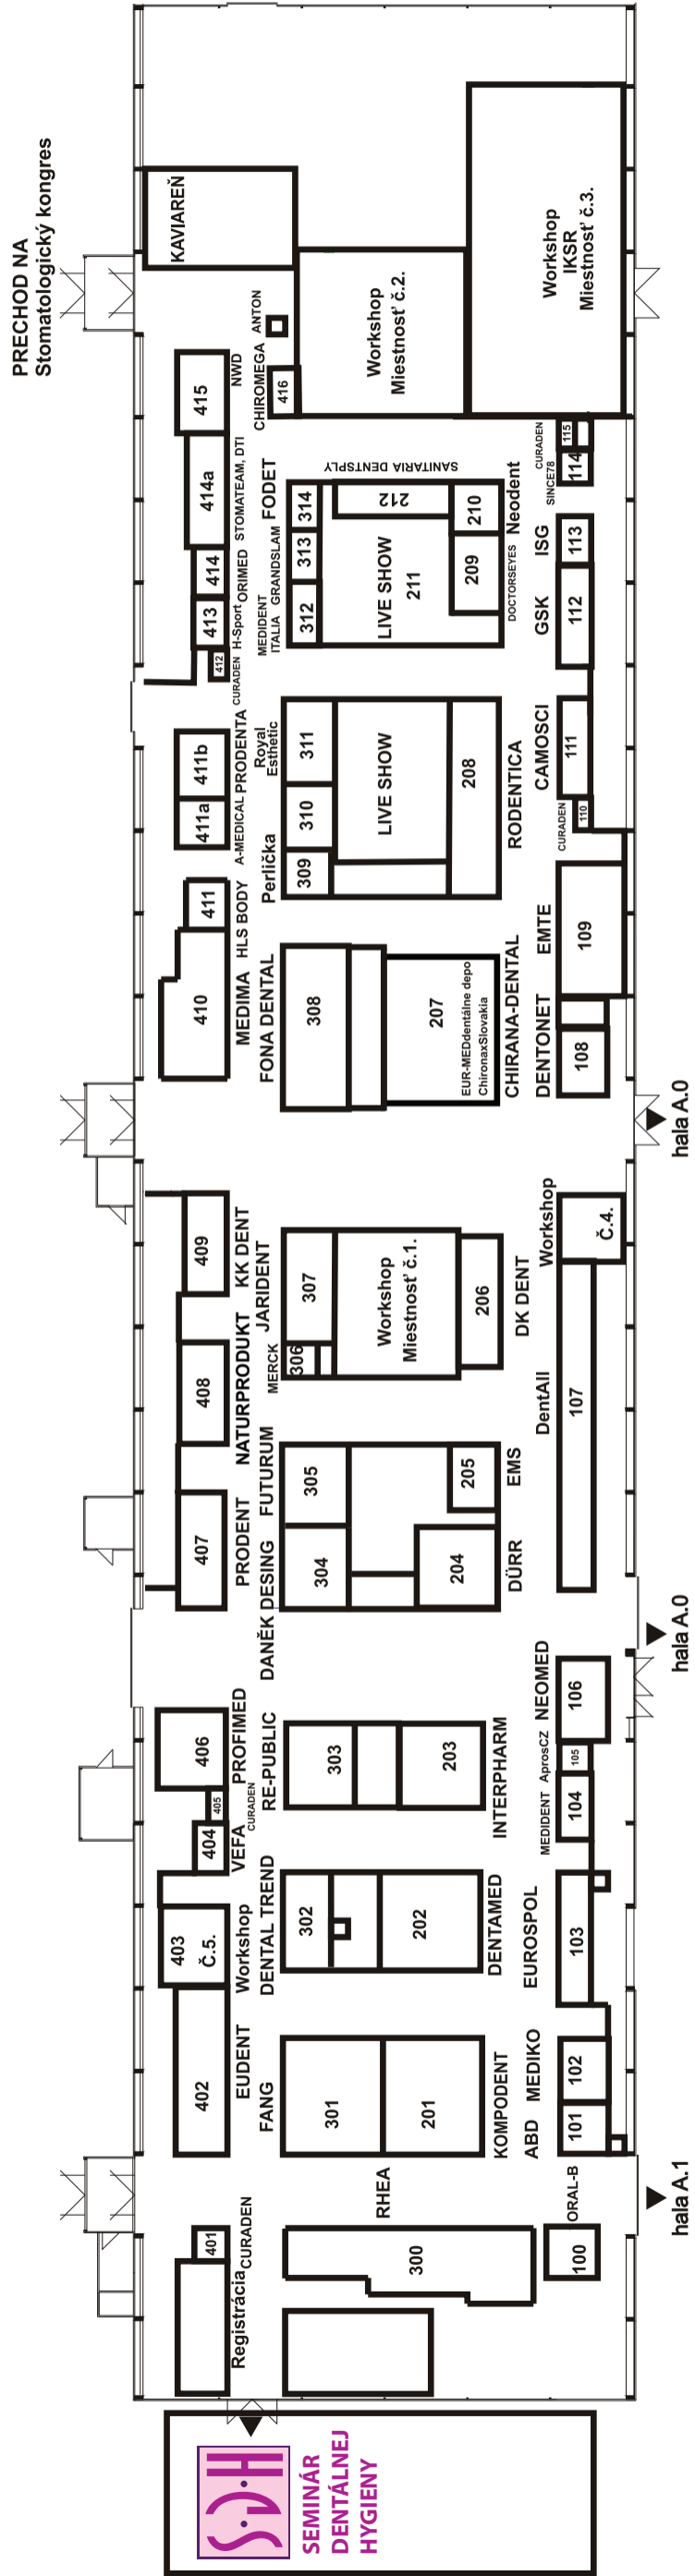 PRECHOD NA
Stomatologický kongres
KAVIAREŇ
Workshop
Miestnosť č.2.
Workshop
IKSR
Miestnosť č.3.
ANTON
CHIROMEGA
416
NWD
415
STOMATEAM, DTI
414a
ORIMED
414
H-Sport
413
CURADEN
412
FODET
314
GRANDSLAM
313
MEDIDENT
ITALIA
312
SANITARIA DENTSPLY
212
LIVE SHOW
211
210
Neodent
209
DOCTORSEYES
CURADEN
115
SINCE78
114
ISG
113
GSK
112
PRODENTA
411b
A-MEDICAL
411a
HLS BODY
411
MEDIMA
410
Royal
Esthetic
311
310
Perlička
309
LIVE SHOW
208
RODENTICA
CAMOSCI
111
CURADEN
110
FONA DENTAL
308
207
EUR-MEDdentálne depo
ChironaxSlovakia
CHIRANA-DENTAL
EMTE
109
DENTONET
108
hala A.0
KK DENT
409
NATURPRODUKT
408
PRODENT
407
JARIDENT
307
MERCK
306
Workshop
Miestnosť č.1.
206
DK DENT
Workshop
Č.4.
DentAll
107
FUTURUM
305
DANĚK DESING
304
205
EMS
204
DÜRR
hala A.0
PROFIMED
406
CURADEN
405
VEFA
404
Workshop
403
Č.5.
EUDENT
402
RE-PUBLIC
303
203
INTERPHARM
NEOMED
106
AprosCZ
105
MEDIDENT
104
DENTAL TREND
302
202
DENTAMED
EUROSPOL
103
FANG
301
201
KOMPODENT
MEDIKO
102
ABD
101
hala A.1
CURADEN
401
Registrácia
RHEA
300
ORAL-B
100
H.G.S.
SEMINÁR
DENTÁLNEJ
HYGIENY